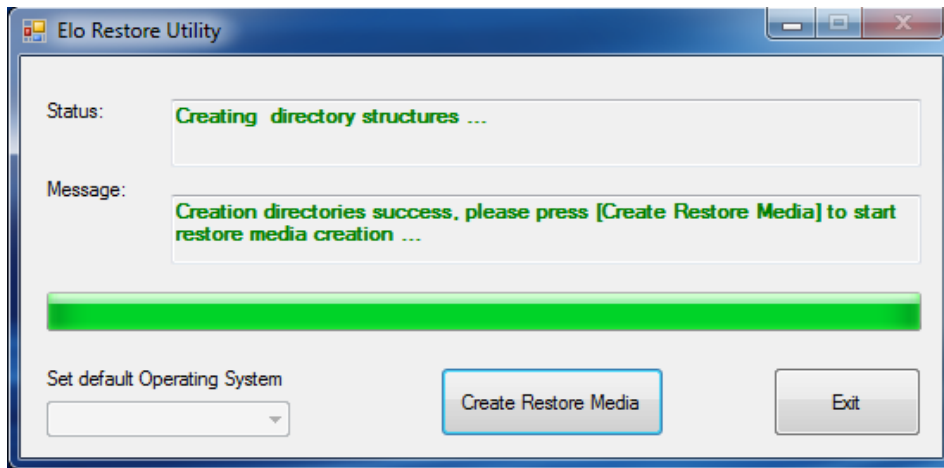 Elo Restore Utility
Status:
Creating directory structures ...
Message:
Creation directories success, please press [Create Restore Media] to start
restore media creation ...
Set default Operating System
Create Restore Media
Exit